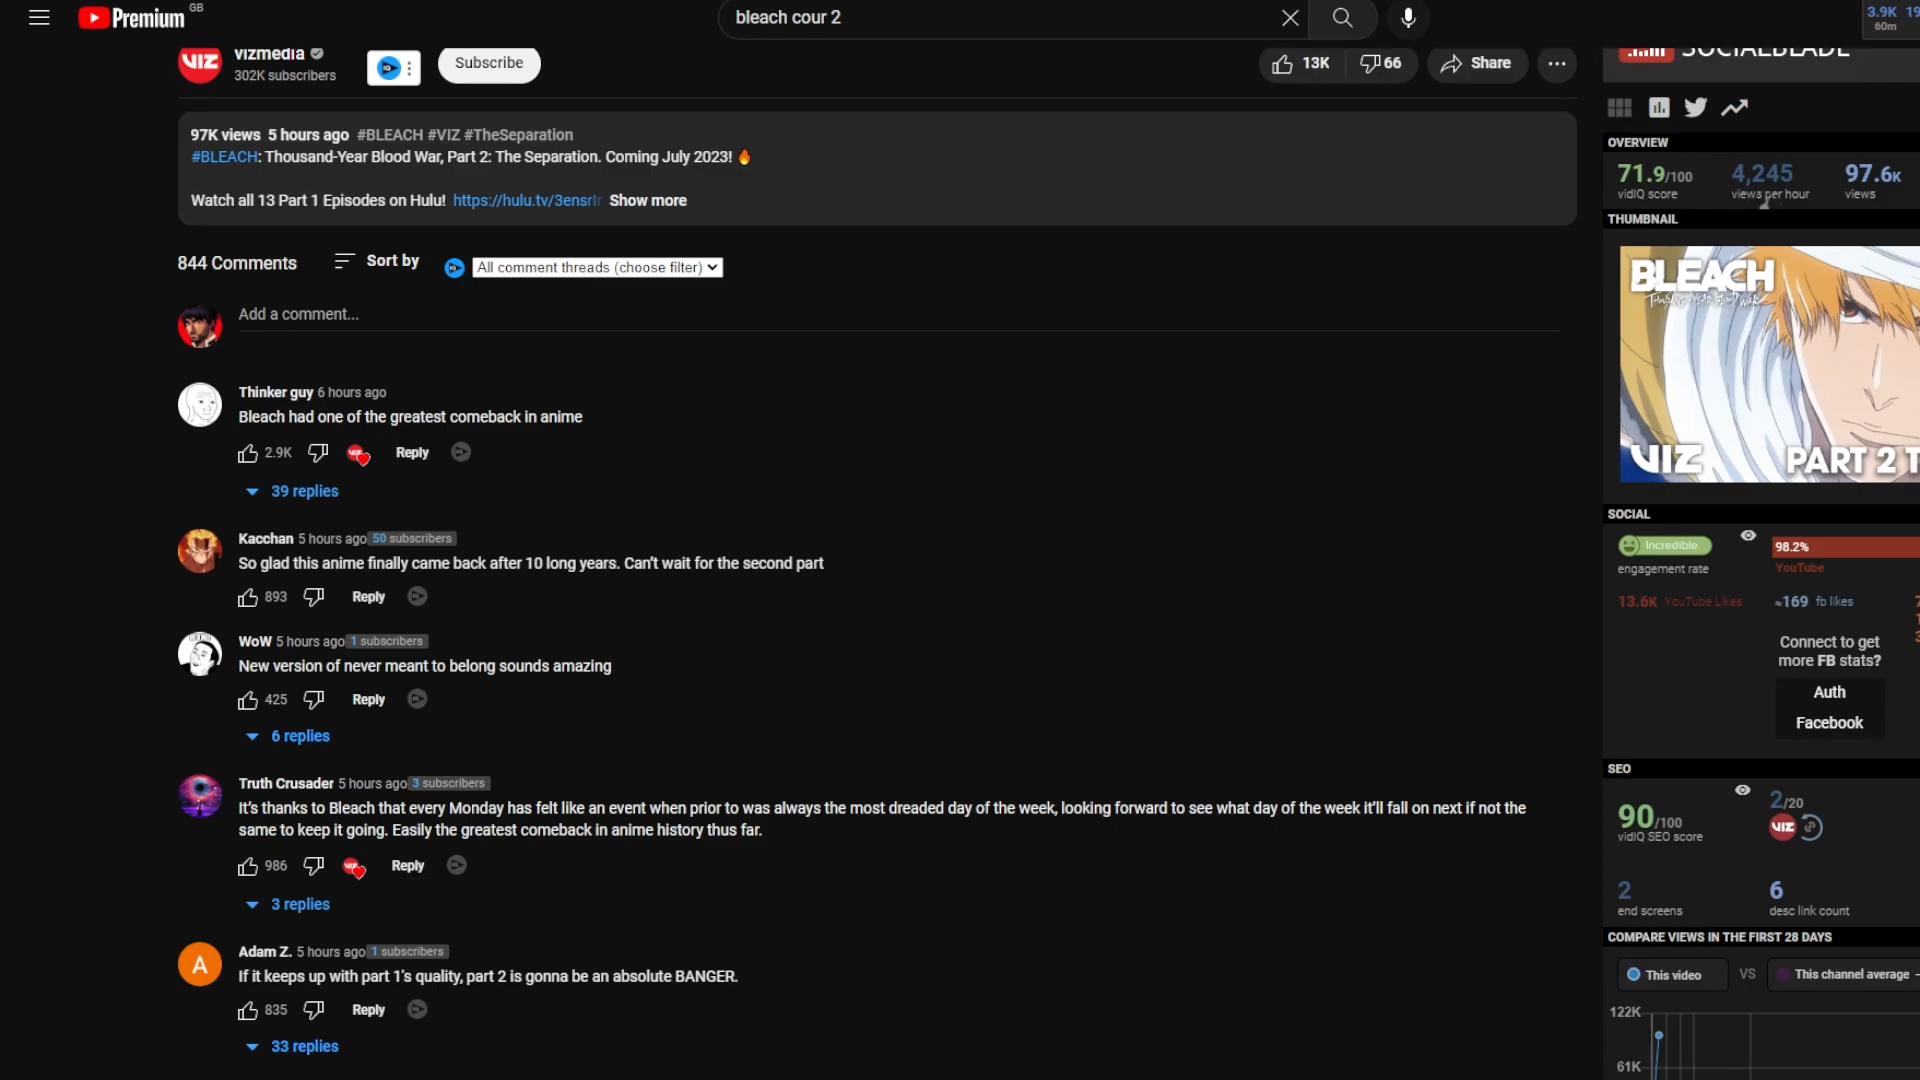 Premium GB
bleach cour 2
3.9K 19
60m
vizmedia
302K subscribers
Subscribe
13K
66
Share
VIZ
SOCIALBLADE
97K views 5 hours ago #BLEACH #VIZ #TheSeparation
#BLEACH: Thousand-Year Blood War, Part 2: The Separation. Coming July 2023! 🔥
Watch all 13 Part 1 Episodes on Hulu! https://hulu.tv/3ensrIr Show more
844 Comments
Sort by
All comment threads (choose filter)
Add a comment...
Thinker guy 6 hours ago
Bleach had one of the greatest comeback in anime
2.9K
Reply
39 replies
Kacchan 5 hours ago 50 subscribers
So glad this anime finally came back after 10 long years. Can't wait for the second part
893
Reply
WoW 5 hours ago 1 subscribers
New version of never meant to belong sounds amazing
425
Reply
6 replies
Truth Crusader 5 hours ago 3 subscribers
It's thanks to Bleach that every Monday has felt like an event when prior to was always the most dreaded day of the week, looking forward to see what day of the week it'll fall on next if not the
same to keep it going. Easily the greatest comeback in anime history thus far.
986
Reply
3 replies
A
Adam Z. 5 hours ago 1 subscribers
If it keeps up with part 1's quality, part 2 is gonna be an absolute BANGER.
835
Reply
33 replies
OVERVIEW
71.9/100
vidIQ score
4,245
views per hour
97.6K
views
THUMBNAIL
BLEACH
THOUSAND-YEAR BLOOD WAR
VIZ
PART 2 T
SOCIAL
Incredible
engagement rate
98.2%
YouTube
13.6K YouTube Likes
≈169 fb likes
Connect to get
more FB stats?
Auth
Facebook
SEO
90/100
vidIQ SEO score
2/20
VIZ
2
end screens
6
desc link count
COMPARE VIEWS IN THE FIRST 28 DAYS
This video
VS
This channel average
122K
61K